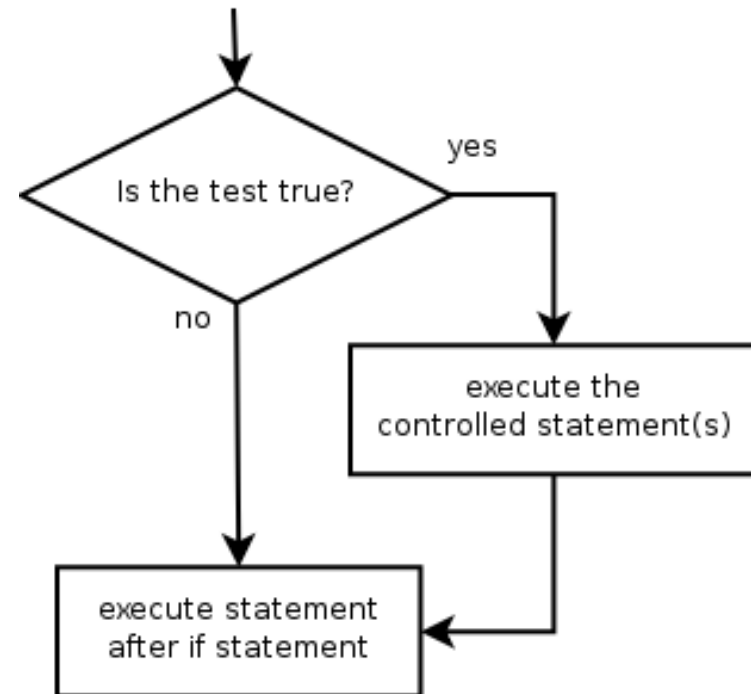 yes
Is the test true?
no
execute the
controlled statement(s)
execute statement
after if statement